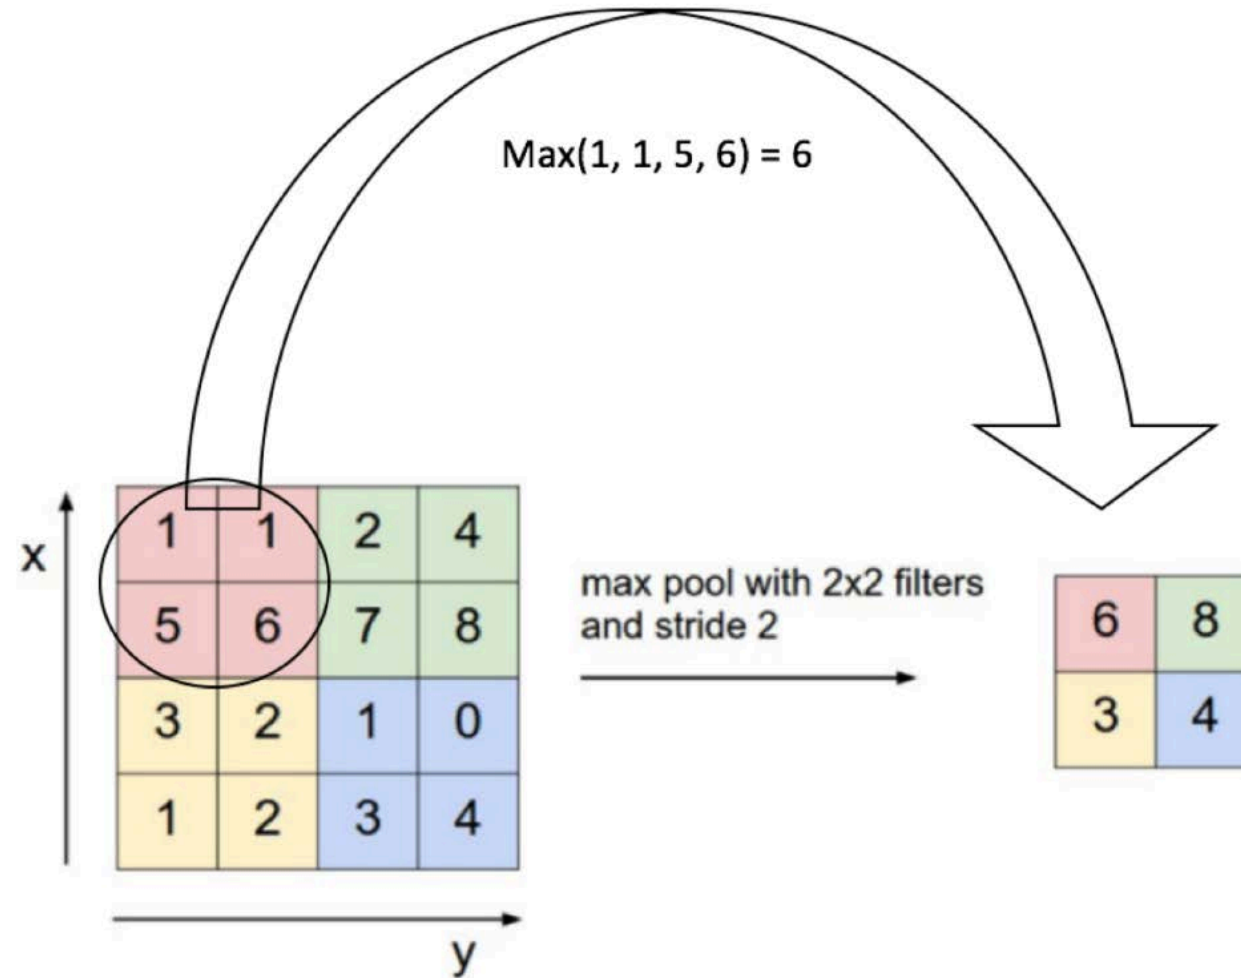 Max(1, 1, 5, 6) = 6
x
1 1 2 4
5 6 7 8
3 2 1 0
1 2 3 4
y
max pool with 2x2 filters
and stride 2
6 8
3 4